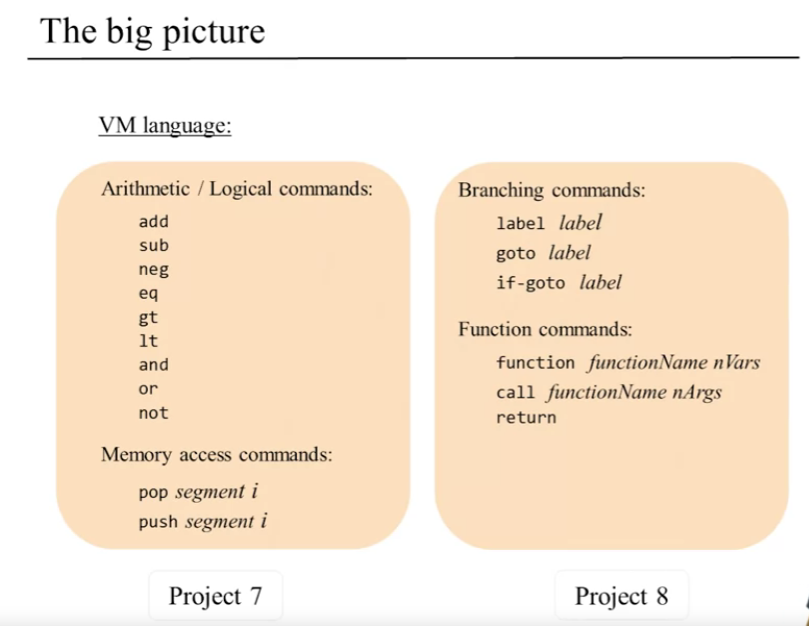 The big picture
VM language:
Arithmetic / Logical commands:
add
sub
neg
eq
gt
lt
and
or
not
Memory access commands:
pop segment i
push segment i
Project 7
Branching commands:
label label
goto label
if-goto label
Function commands:
function functionName nVars
call functionName nArgs
return
Project 8